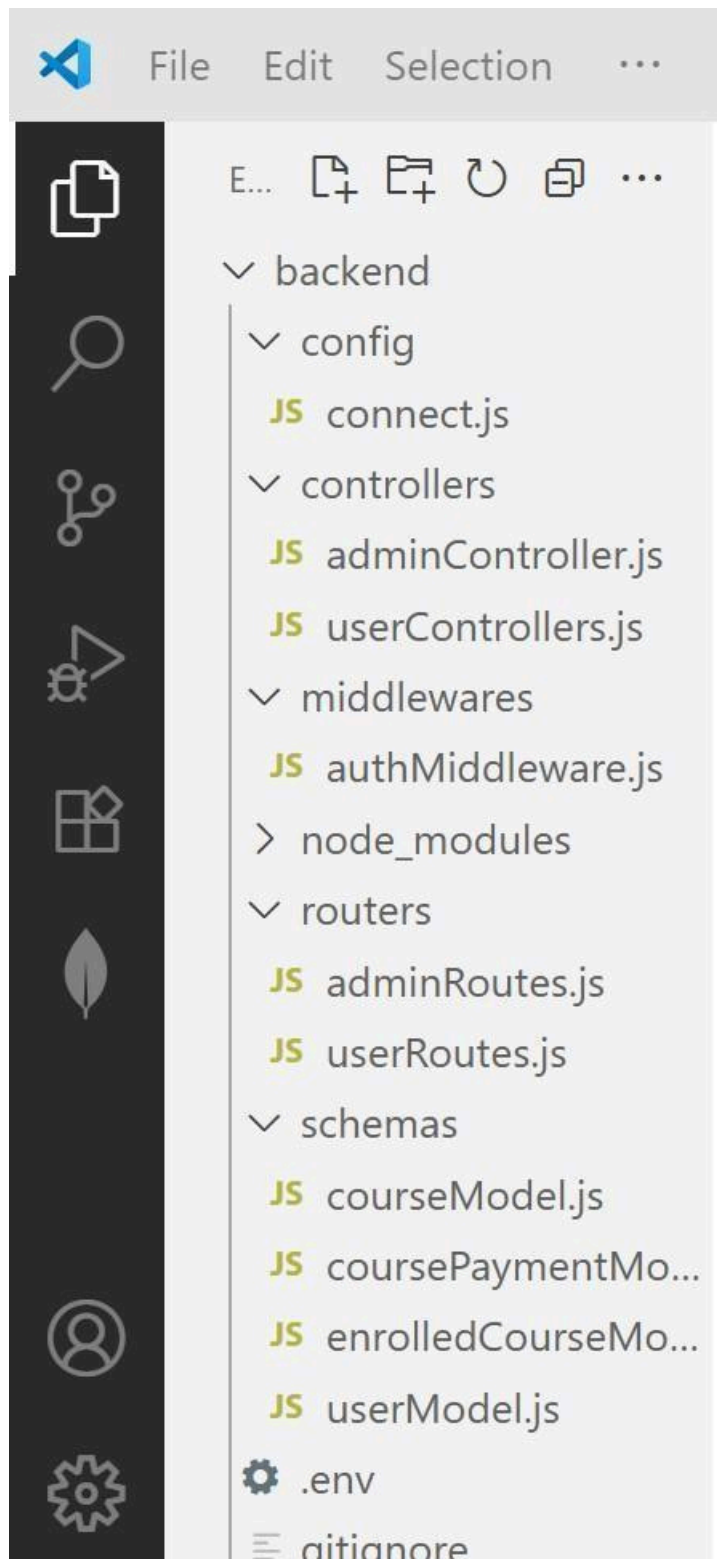 File Edit Selection ...
E... ...
backend
config
JS connect.js
controllers
JS adminController.js
JS userControllers.js
middlewares
JS authMiddleware.js
node_modules
routers
JS adminRoutes.js
JS userRoutes.js
schemas
JS courseModel.js
JS coursePaymentMo...
JS enrolledCourseMo...
JS userModel.js
.env
gitignore